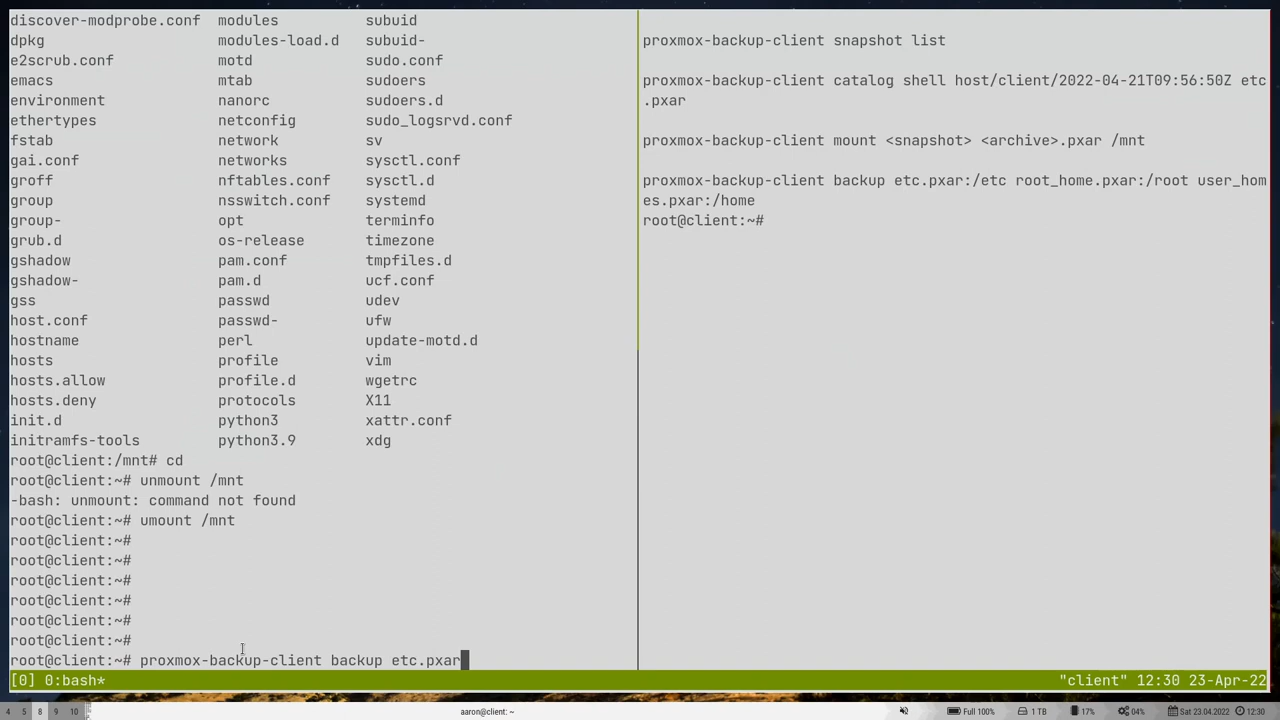 discover-modprobe.conf  modules         subuid
dpkg                    modules-load.d  subuid-
e2scrub.conf            motd            sudo.conf
emacs                   mtab            sudoers
environment             nanorc          sudoers.d
ethertypes              netconfig       sudo_logsrvd.conf
fstab                   network         sv
gai.conf                networks        sysctl.conf
groff                   nftables.conf   sysctl.d
group                   nsswitch.conf   systemd
group-                  opt             terminfo
grub.d                  os-release      timezone
gshadow                 pam.conf        tmpfiles.d
gshadow-                pam.d           ucf.conf
gss                     passwd          udev
host.conf               passwd-         ufw
hostname                perl            update-motd.d
hosts                   profile         vim
hosts.allow             profile.d       wgetrc
hosts.deny              protocols       X11
init.d                  python3         xattr.conf
initramfs-tools         python3.9       xdg
root@client:/mnt# cd
root@client:~# unmount /mnt
-bash: unmount: command not found
root@client:~# umount /mnt
root@client:~#
root@client:~#
root@client:~#
root@client:~#
root@client:~#
root@client:~#
root@client:~# proxmox-backup-client backup etc.pxar
proxmox-backup-client snapshot list
proxmox-backup-client catalog shell host/client/2022-04-21T09:56:50Z etc
.pxar
proxmox-backup-client mount <snapshot> <archive>.pxar /mnt
proxmox-backup-client backup etc.pxar:/etc root_home.pxar:/root user_hom
es.pxar:/home
root@client:~#
[0] 0:bash* "client" 12:30 23-Apr-22
4 5 8 9 10 aaron@client: ~ Full 100% 1 TB 17% 04% Sat 23.04.2022 12:30